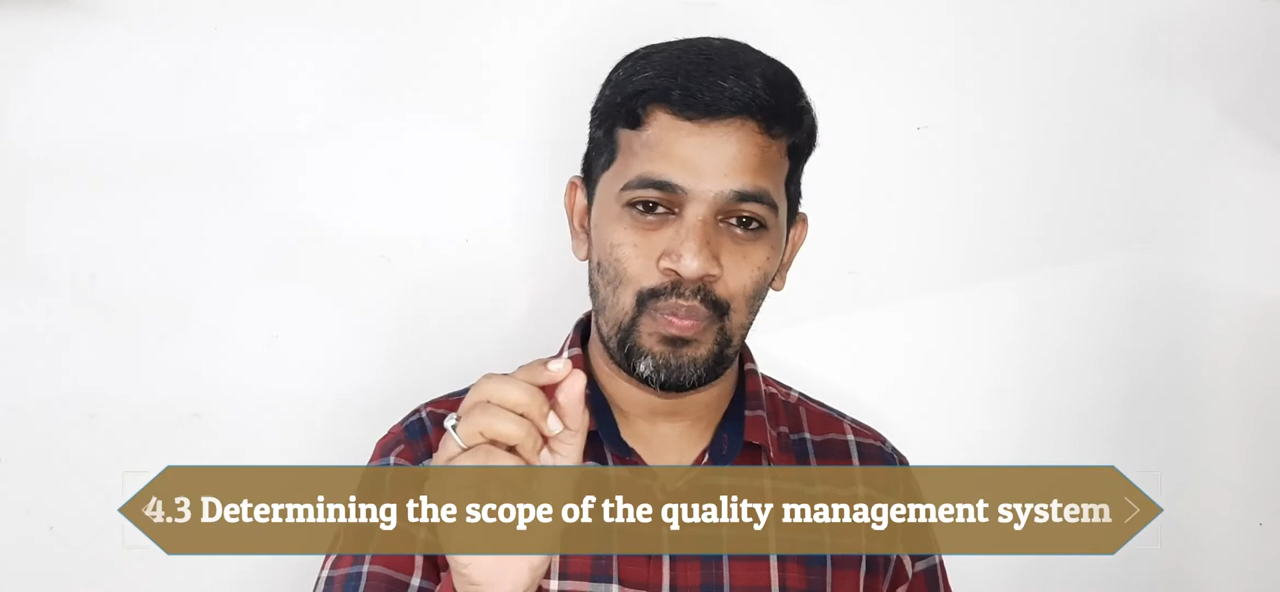 4.3 Determining the scope of the quality management system